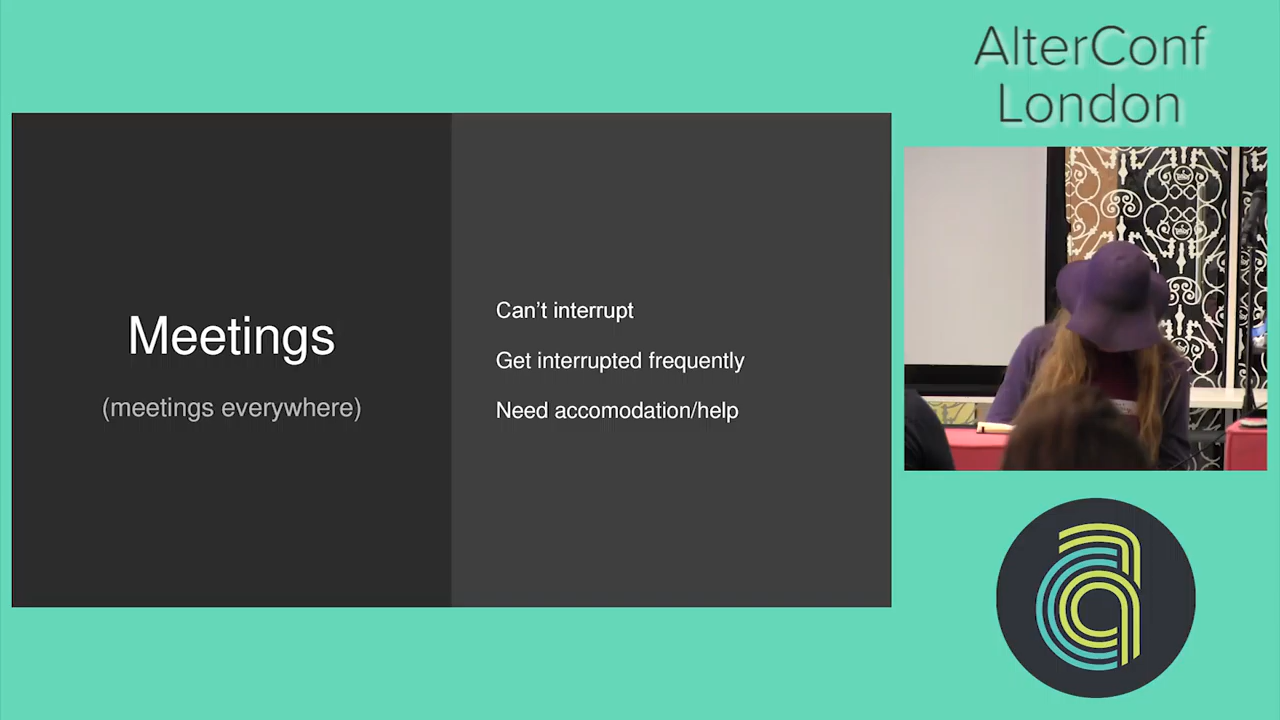 AlterConf
London
Meetings
(meetings everywhere)
Can't interrupt
Get interrupted frequently
Need accomodation/help